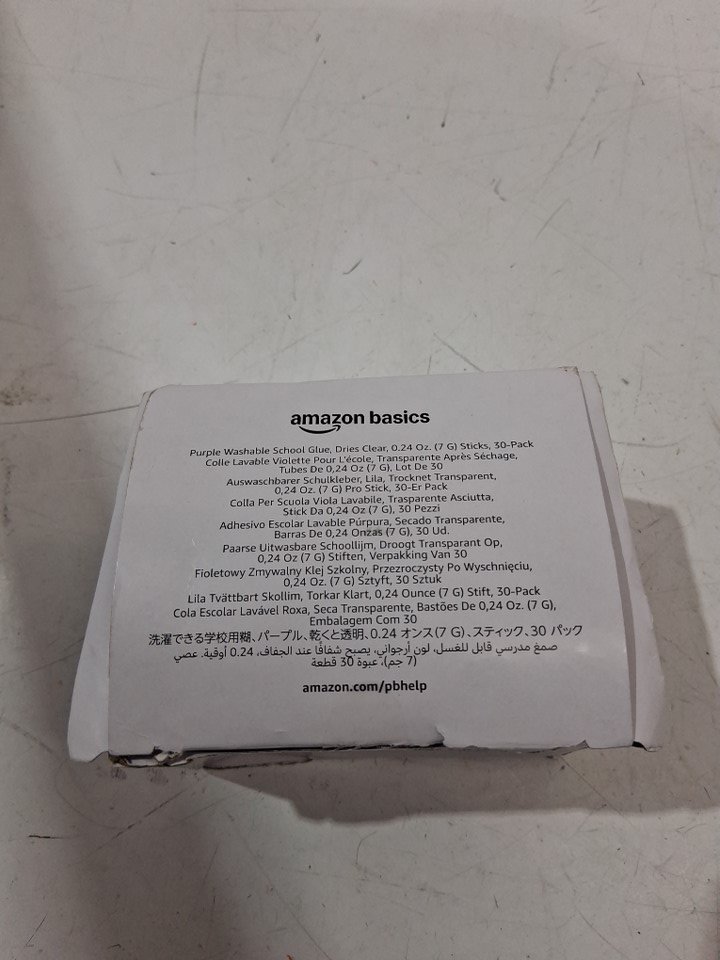 amazon basics
Purple Washable School Glue, Dries Clear, 0.24 Oz. (7 G) Sticks, 30-Pack
Colle Lavable Violette Pour L'école, Transparente Après Séchage,
Tubes De 0,24 Oz (7 G), Lot De 30
Auswaschbarer Schulkleber, Lila, Trocknet Transparent,
0,24 Oz. (7 G) Pro Stick, 30-Er Pack
Colla Per Scuola Viola Lavabile, Trasparente Asciutta,
Stick Da 0,24 Oz (7 G), 30 Pezzi
Adhesivo Escolar Lavable Púrpura, Secado Transparente,
Barras De 0,24 Onzas (7 G), 30 Ud.
Paarse Uitwasbare Schoollijm, Droogt Transparant Op,
0,24 Oz (7 G) Stiften, Verpakking Van 30
Fioletowy Zmywalny Klej Szkolny, Przezroczysty Po Wyschnięciu,
0,24 Oz. (7 G) Sztyft, 30 Sztuk
Lila Tvättbart Skollim, Torkar Klart, 0,24 Ounce (7 G) Stift, 30-Pack
Cola Escolar Lavável Roxa, Seca Transparente, Bastões De 0,24 Oz. (7 G),
Embalagem Com 30
洗濯できる学校用糊、パープル、乾くと透明、0.24 オンス(7 G)、スティック、30 パック
صمغ مدرسي قابل للغسل، لون أرجواني، يصبح شفافًا عند الجفاف، 0.24 أوقية. عصي
(7 جم)، عبوة 30 قطعة
amazon.com/pbhelp